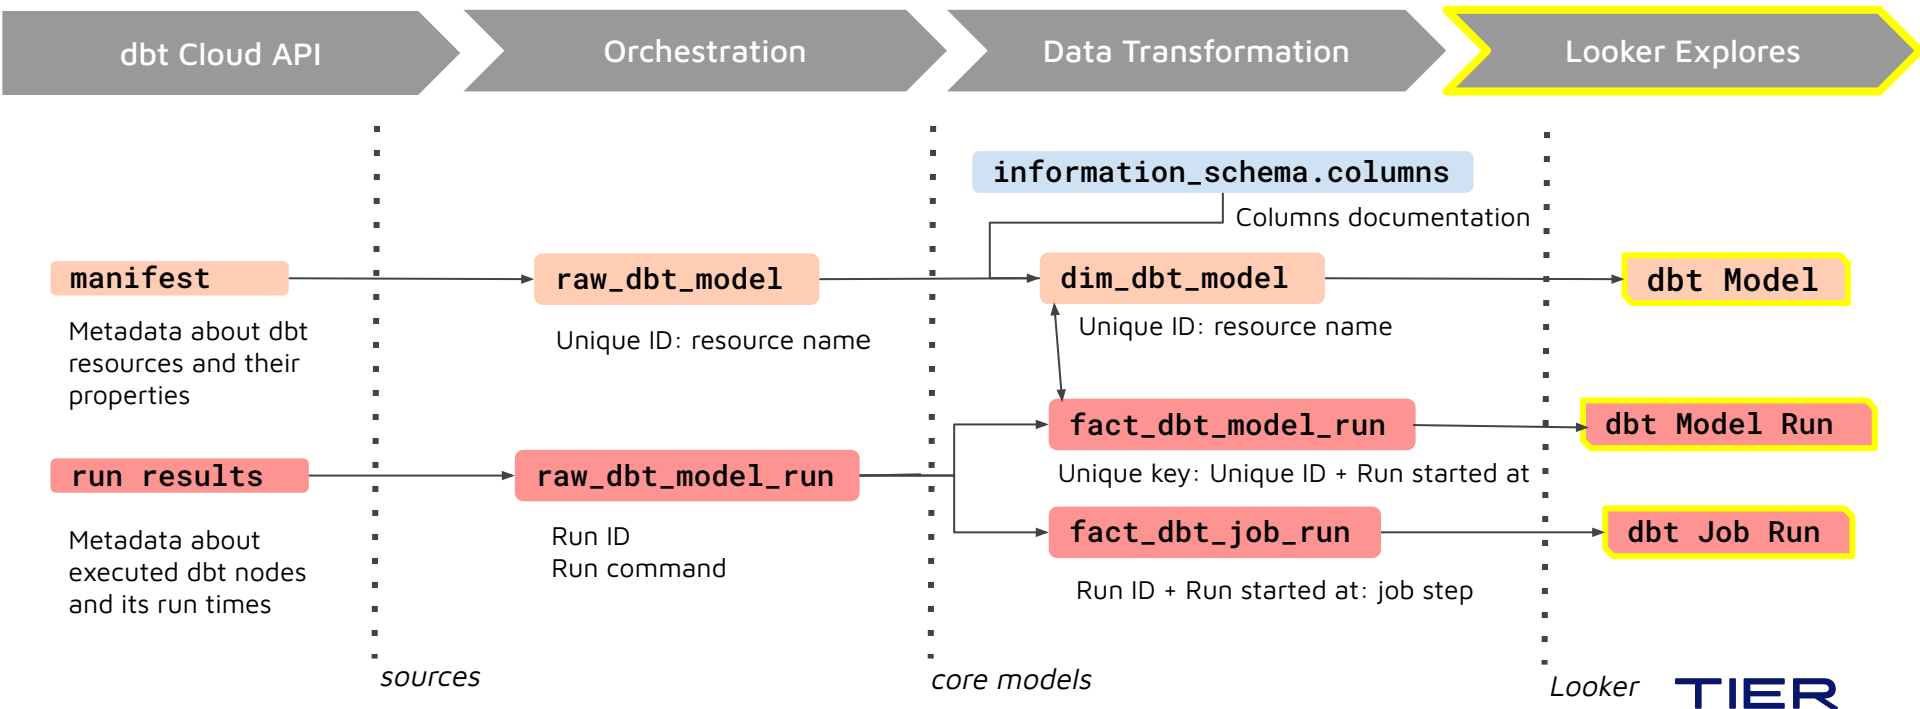 dbt Cloud API
Orchestration
Data Transformation
Looker Explores
information_schema.columns
Columns documentation
manifest
raw_dbt_model
dim_dbt_model
dbt Model
Metadata about dbt
resources and their
properties
Unique ID: resource name
Unique ID: resource name
fact_dbt_model_run
dbt Model Run
Unique key: Unique ID + Run started at
run results
raw_dbt_model_run
fact_dbt_job_run
dbt Job Run
Metadata about
executed dbt nodes
and its run times
Run ID
Run command
Run ID + Run started at: job step
sources
core models
Looker
TIER